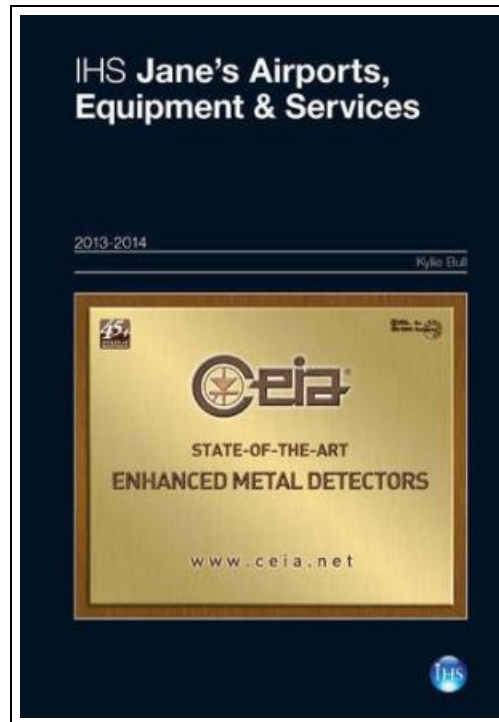 IHS Jane's Airports,
Equipment & Services
2013-2014
Kylie Bull
45+
Ceia
STATE-OF-THE-ART
ENHANCED METAL DETECTORS
www.ceia.net
IHS